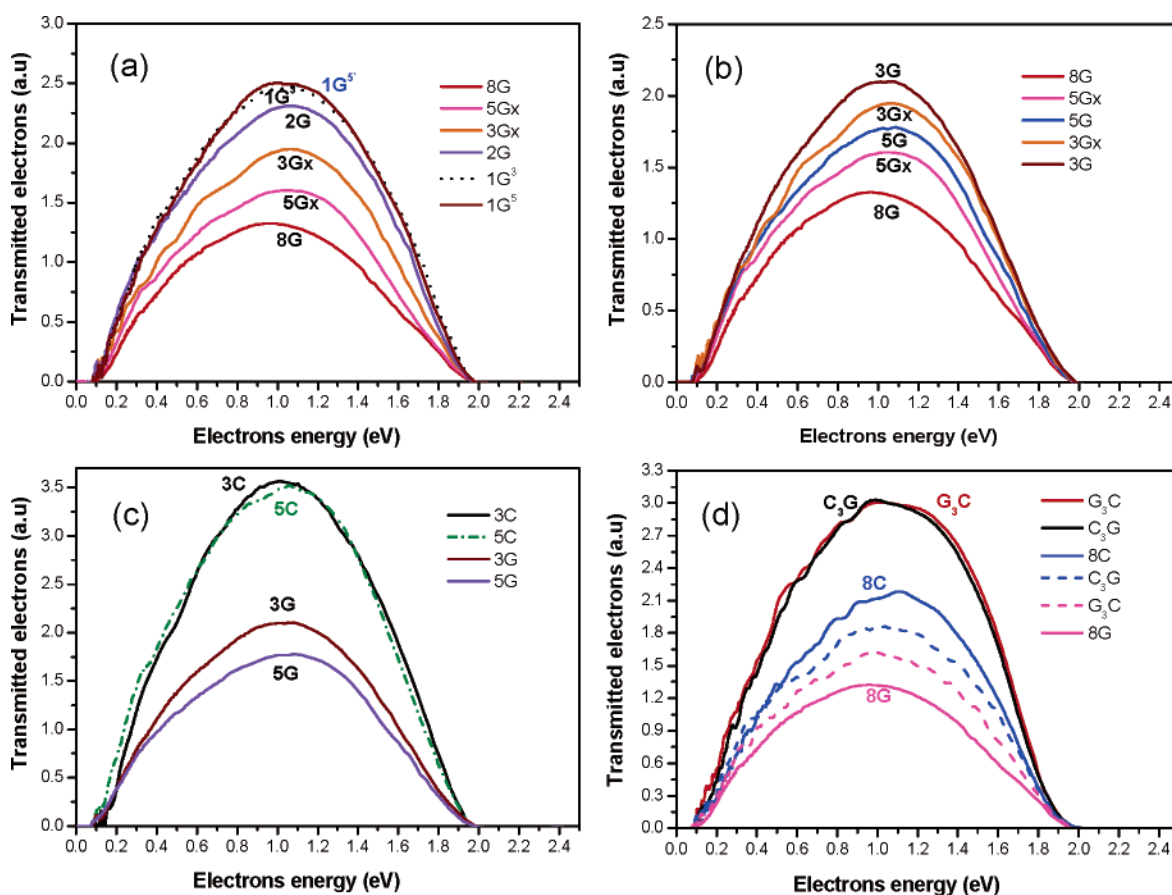 (a)
Transmitted electrons (a.u)
3.0
2.5
2.0
1.5
1.0
0.5
0.0
1G³
1G⁵`
2G
3Gx
5Gx
8G
8G
5Gx
3Gx
2G
1G³
1G⁵
0.0 0.2 0.4 0.6 0.8 1.0 1.2 1.4 1.6 1.8 2.0 2.2 2.4
Electrons energy (eV)
(b)
Transmitted electrons (a.u)
2.5
2.0
1.5
1.0
0.5
0.0
3G
3Gx
5G
5Gx
8G
8G
5Gx
5G
3Gx
3G
0.0 0.2 0.4 0.6 0.8 1.0 1.2 1.4 1.6 1.8 2.0 2.2 2.4
Electrons energy (eV)
(c)
Transmitted electrons (a.u)
3.5
3.0
2.5
2.0
1.5
1.0
0.5
0.0
3C
5C
3G
5G
3C
5C
3G
5G
0.0 0.2 0.4 0.6 0.8 1.0 1.2 1.4 1.6 1.8 2.0 2.2 2.4
Electrons energy (eV)
(d)
Transmitted electrons (a.u)
3.3
3.0
2.7
2.4
2.1
1.8
1.5
1.2
0.9
0.6
0.3
0.0
C₃G
G₃C
8C
8G
G₃C
C₃G
8C
C₃G
G₃C
8G
0.0 0.2 0.4 0.6 0.8 1.0 1.2 1.4 1.6 1.8 2.0 2.2 2.4
Electrons energy (eV)